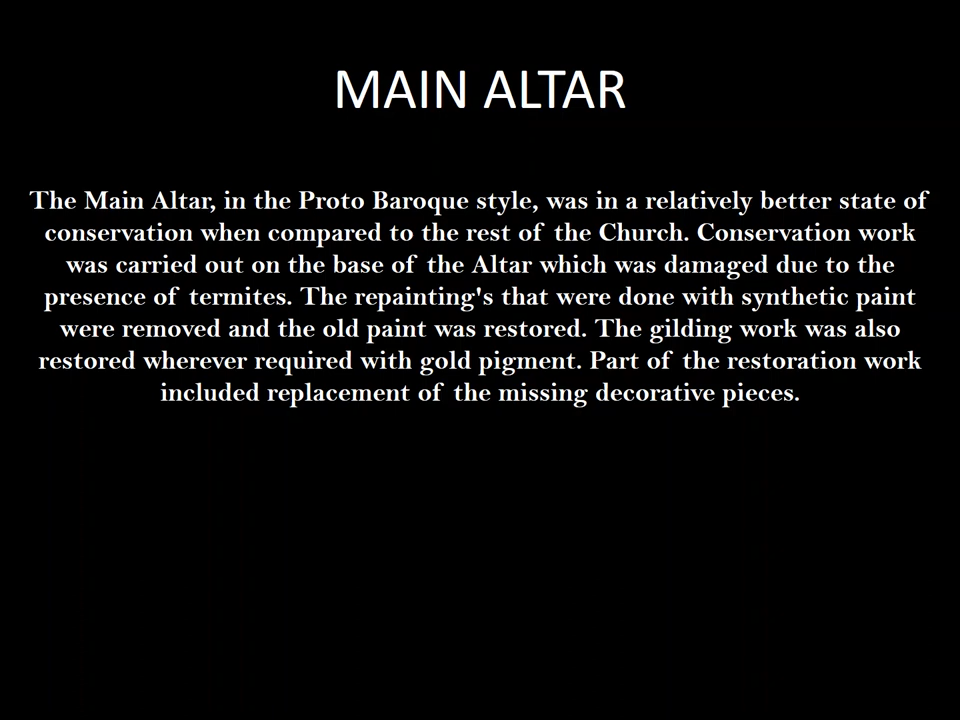 MAIN ALTAR
The Main Altar, in the Proto Baroque style, was in a relatively better state of
conservation when compared to the rest of the Church. Conservation work
was carried out on the base of the Altar which was damaged due to the
presence of termites. The repainting's that were done with synthetic paint
were removed and the old paint was restored. The gilding work was also
restored wherever required with gold pigment. Part of the restoration work
included replacement of the missing decorative pieces.